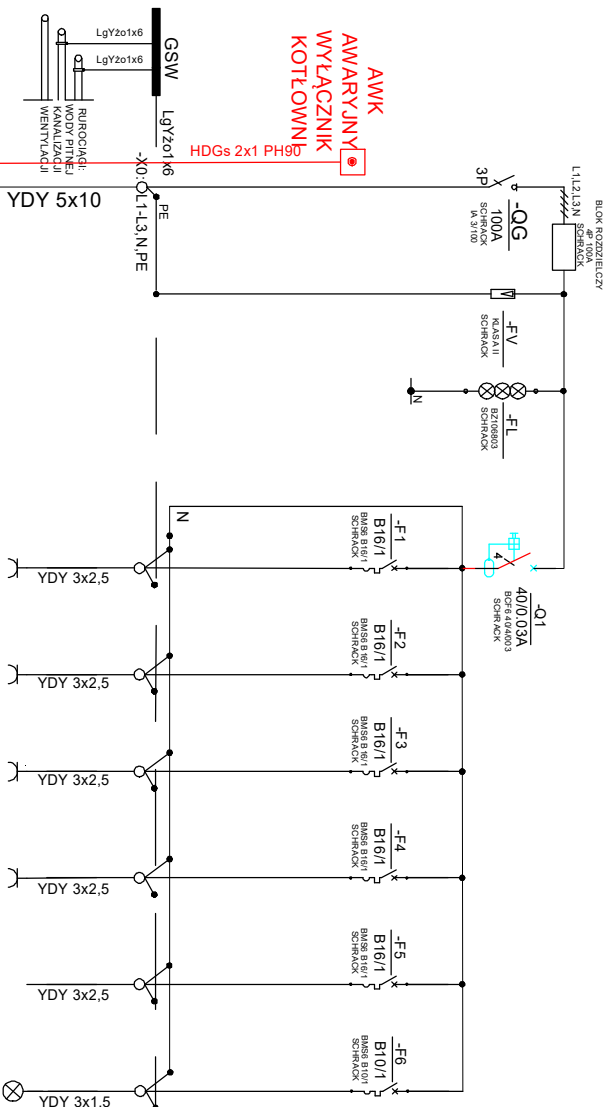 BLOK ROZDZIELCZY
4P 100A
SCHRACK
L1,L2,L3,N
AWK
AWARYJNY
WYŁĄCZNIK
KOTŁOWNI
HDGs 2x1 PH90
GSW
LgYżo1x6
LgYżo1x6
LgYżo1x6
RUROCIĄGI:
WODY PITNEJ
KANALIZACJI
WENTYLACJI
-X0:
L1-L3,N,PE
PE
YDY 5x10
3P
-QG
100A
SCHRACK
IA 3/100
-FV
KLASA II
SCHRACK
-FL
BZ106803
SCHRACK
N
-Q1
40/0.03A
BCF6 40/4/003
SCHRACK
4
N
-F1
B16/1
BMS6 B16/1
SCHRACK
YDY 3x2,5
-F2
B16/1
BMS6 B16/1
SCHRACK
YDY 3x2,5
-F3
B16/1
BMS6 B16/1
SCHRACK
YDY 3x2,5
-F4
B16/1
BMS6 B16/1
SCHRACK
YDY 3x2,5
-F5
B16/1
BMS6 B16/1
SCHRACK
YDY 3x2,5
-F6
B10/1
BMS6 B10/1
SCHRACK
YDY 3x1,5